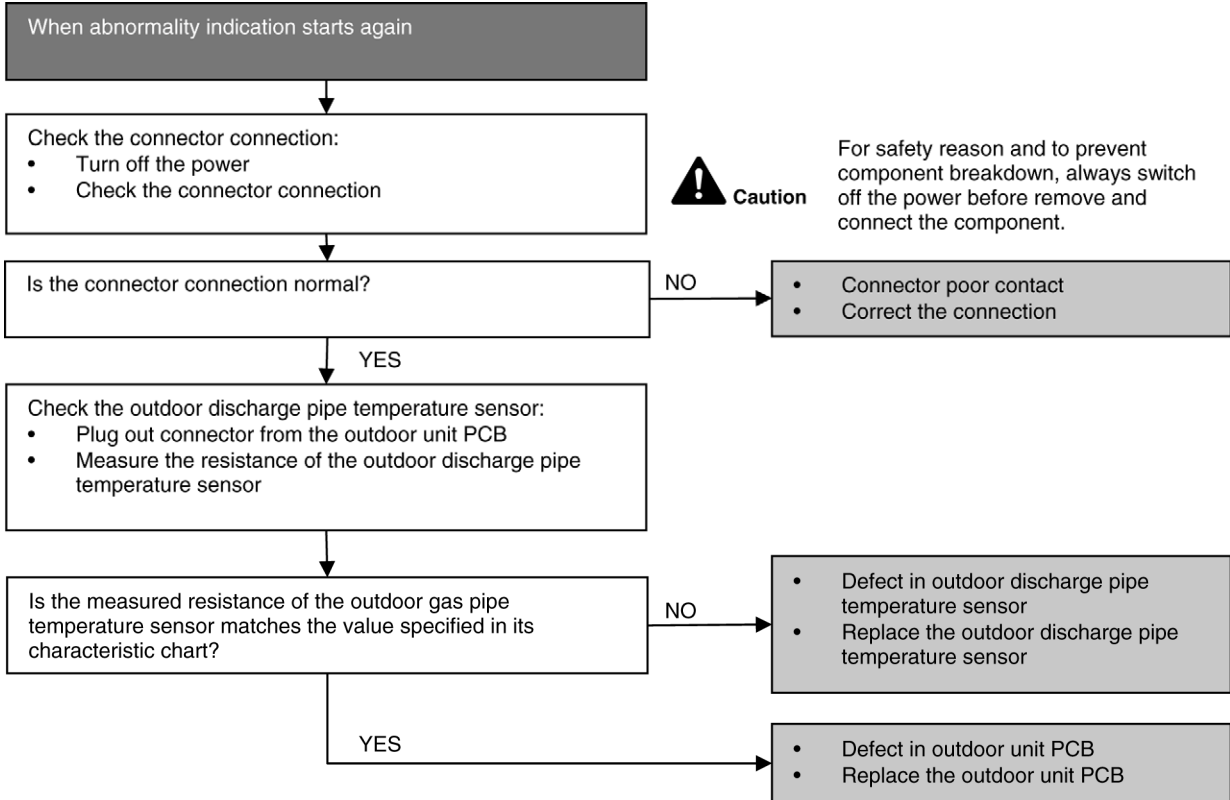 When abnormality indication starts again
Check the connector connection:
• Turn off the power
• Check the connector connection
Caution
For safety reason and to prevent
component breakdown, always switch
off the power before remove and
connect the component.
Is the connector connection normal?
NO
• Connector poor contact
• Correct the connection
YES
Check the outdoor discharge pipe temperature sensor:
• Plug out connector from the outdoor unit PCB
• Measure the resistance of the outdoor discharge pipe
temperature sensor
Is the measured resistance of the outdoor gas pipe
temperature sensor matches the value specified in its
characteristic chart?
NO
• Defect in outdoor discharge pipe
temperature sensor
• Replace the outdoor discharge pipe
temperature sensor
YES
• Defect in outdoor unit PCB
• Replace the outdoor unit PCB